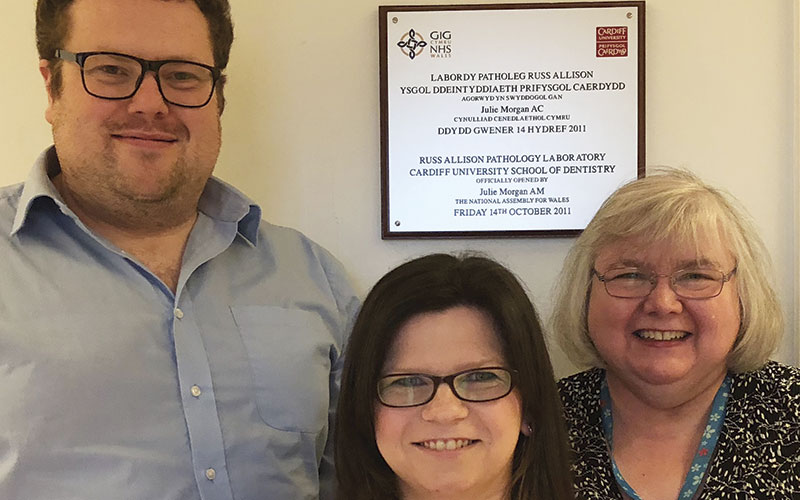 GIG
CYMRU
NHS
WALES
CARDIFF
UNIVERSITY
PRIFYSGOL
CAERDYDD
LABORDY PATHOLEG RUSS ALLISON
YSGOL DDEINTYDDIAETH PRIFYSGOL CAERDYDD
AGORWYD YN SWYDDOGOL GAN
Julie Morgan AC
CYNULLIAD CENEDLAETHOL CYMRU
DDYDD GWENER 14 HYDREF 2011
RUSS ALLISON PATHOLOGY LABORATORY
CARDIFF UNIVERSITY SCHOOL OF DENTISTRY
OFFICIALLY OPENED BY
Julie Morgan AM
THE NATIONAL ASSEMBLY FOR WALES
FRIDAY 14TH OCTOBER 2011